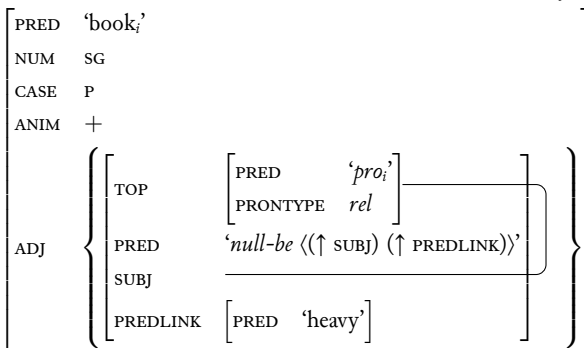 PRED ‘bookᵢ’
NUM SG
CASE P
ANIM +
ADJ
TOP
PRED ‘proᵢ’
PRONTYPE rel
PRED ‘null-be ⟨(↑ SUBJ) (↑ PREDLINK)⟩’
SUBJ
PREDLINK [PRED ‘heavy’]